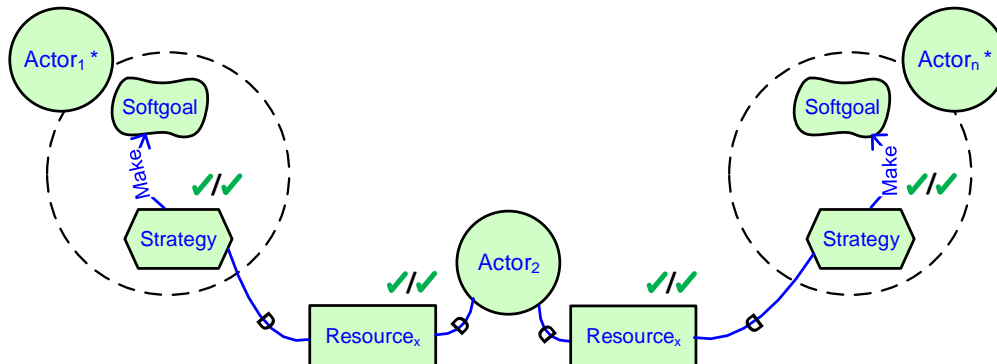 Actor₁ *
Actorₙ *
Softgoal
Softgoal
Make
Make
✓/✓
✓/✓
Strategy
Strategy
Actor₂
✓/✓
✓/✓
Resourceₓ
Resourceₓ